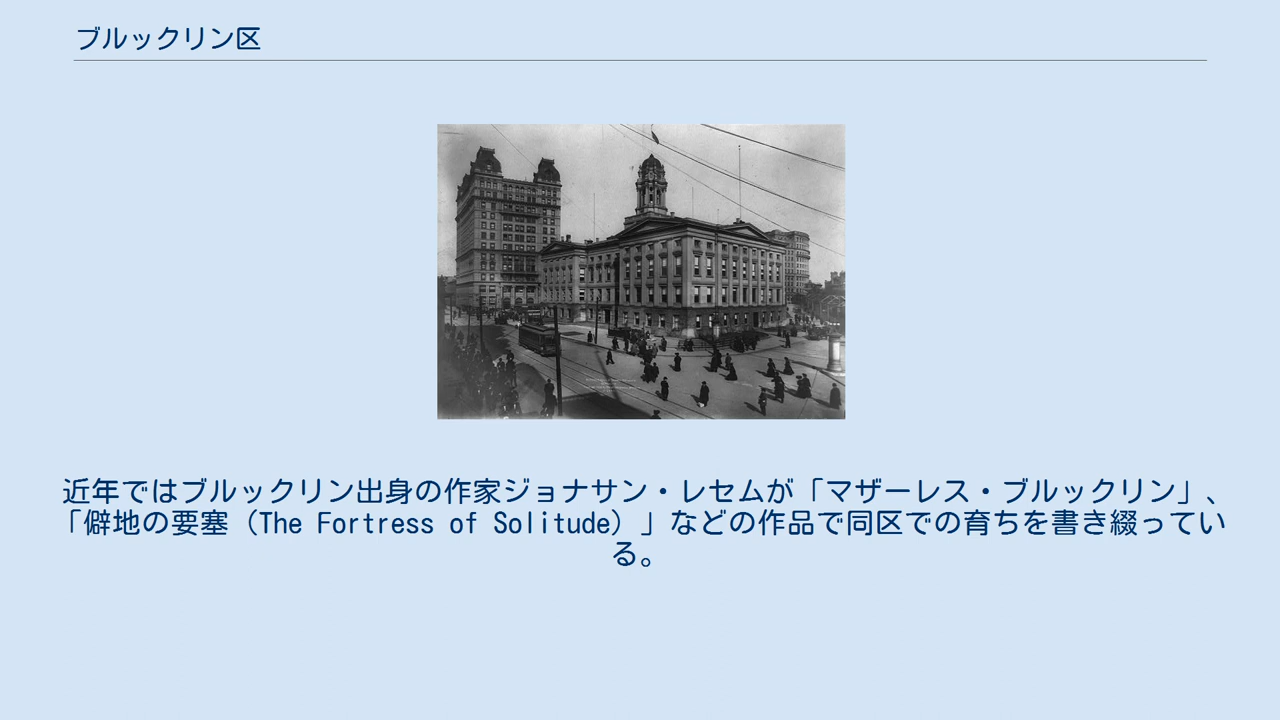 ブルックリン区
近年ではブルックリン出身の作家ジョナサン・レセムが「マザーレス・ブルックリン」、
「僻地の要塞（The Fortress of Solitude）」などの作品で同区での育ちを書き綴ってい
る。